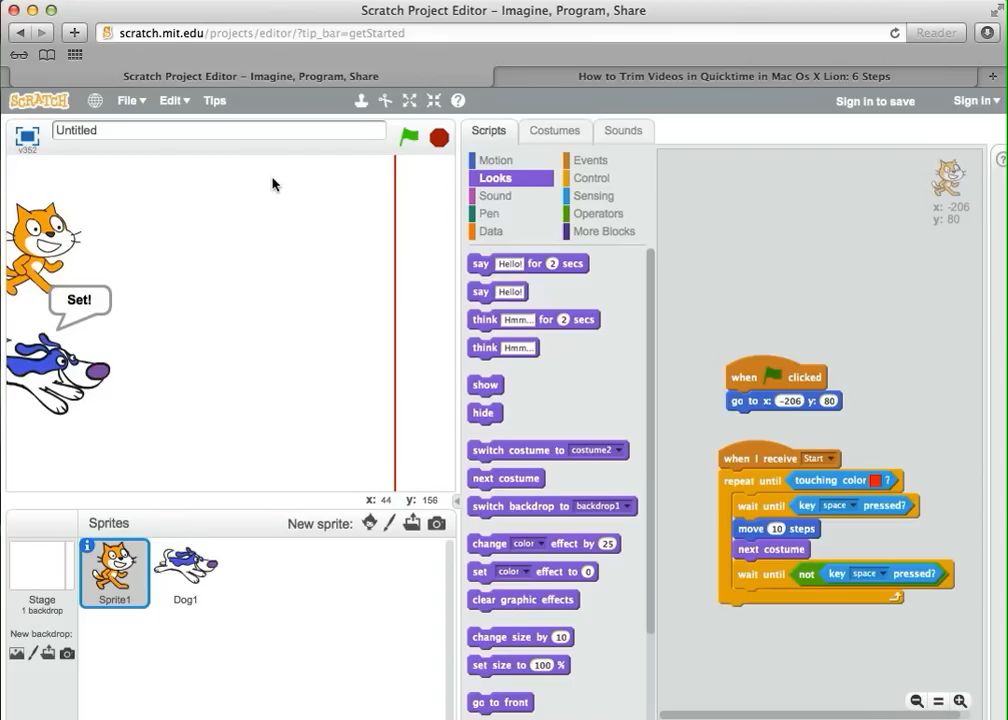 Scratch Project Editor – Imagine, Program, Share
scratch.mit.edu/projects/editor/?tip_bar=getStarted
Reader
Scratch Project Editor – Imagine, Program, Share
How to Trim Videos in Quicktime in Mac Os X Lion: 6 Steps
SCRATCH
File
Edit
Tips
Sign in to save
Sign in
v352
Untitled
Set!
x: 44 y: 156
Sprites
New sprite:
Stage
1 backdrop
New backdrop:
Sprite1
Dog1
Scripts
Costumes
Sounds
Motion
Looks
Sound
Pen
Data
Events
Control
Sensing
Operators
More Blocks
say Hello! for 2 secs
say Hello!
think Hmm... for 2 secs
think Hmm...
show
hide
switch costume to costume2
next costume
switch backdrop to backdrop1
change color effect by 25
set color effect to 0
clear graphic effects
change size by 10
set size to 100 %
go to front
x: -206
y: 80
when clicked
go to x: -206 y: 80
when I receive Start
repeat until touching color ?
wait until key space pressed?
move 10 steps
next costume
wait until not key space pressed?